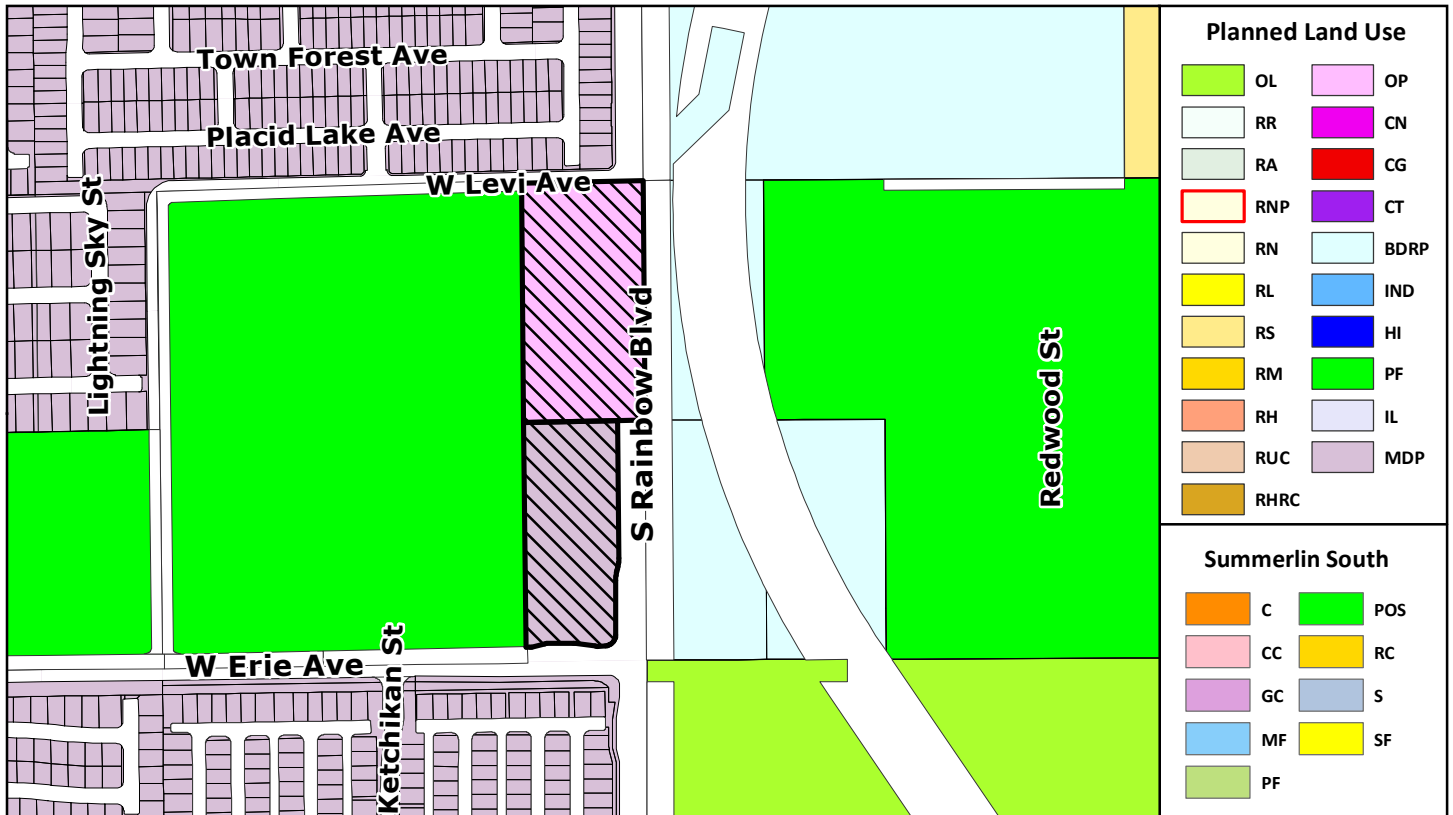 Town Forest Ave
Placid Lake Ave
W Levi Ave
Lightning Sky St
S Rainbow Blvd
Redwood St
W Erie Ave
Ketchikan St
Planned Land Use
OL OP
RR CN
RA CG
RNP CT
RN BDRP
RL IND
RS HI
RM PF
RH IL
RUC MDP
RHRC
Summerlin South
C POS
CC RC
GC S
MF SF
PF